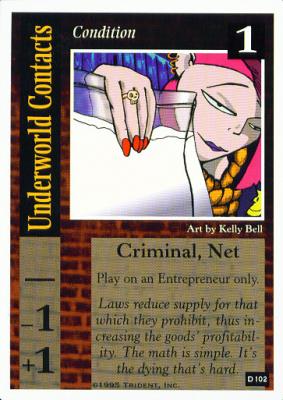 Underworld Contacts
Condition
1
Art by Kelly Bell
Criminal, Net
Play on an Entrepreneur only.
Laws reduce supply for that
which they prohibit, thus in-
creasing the goods' profitabil-
ity. The math is simple. It's
the dying that's hard.
—
-1
+1
©1995 TRIDENT, INC.
D 102